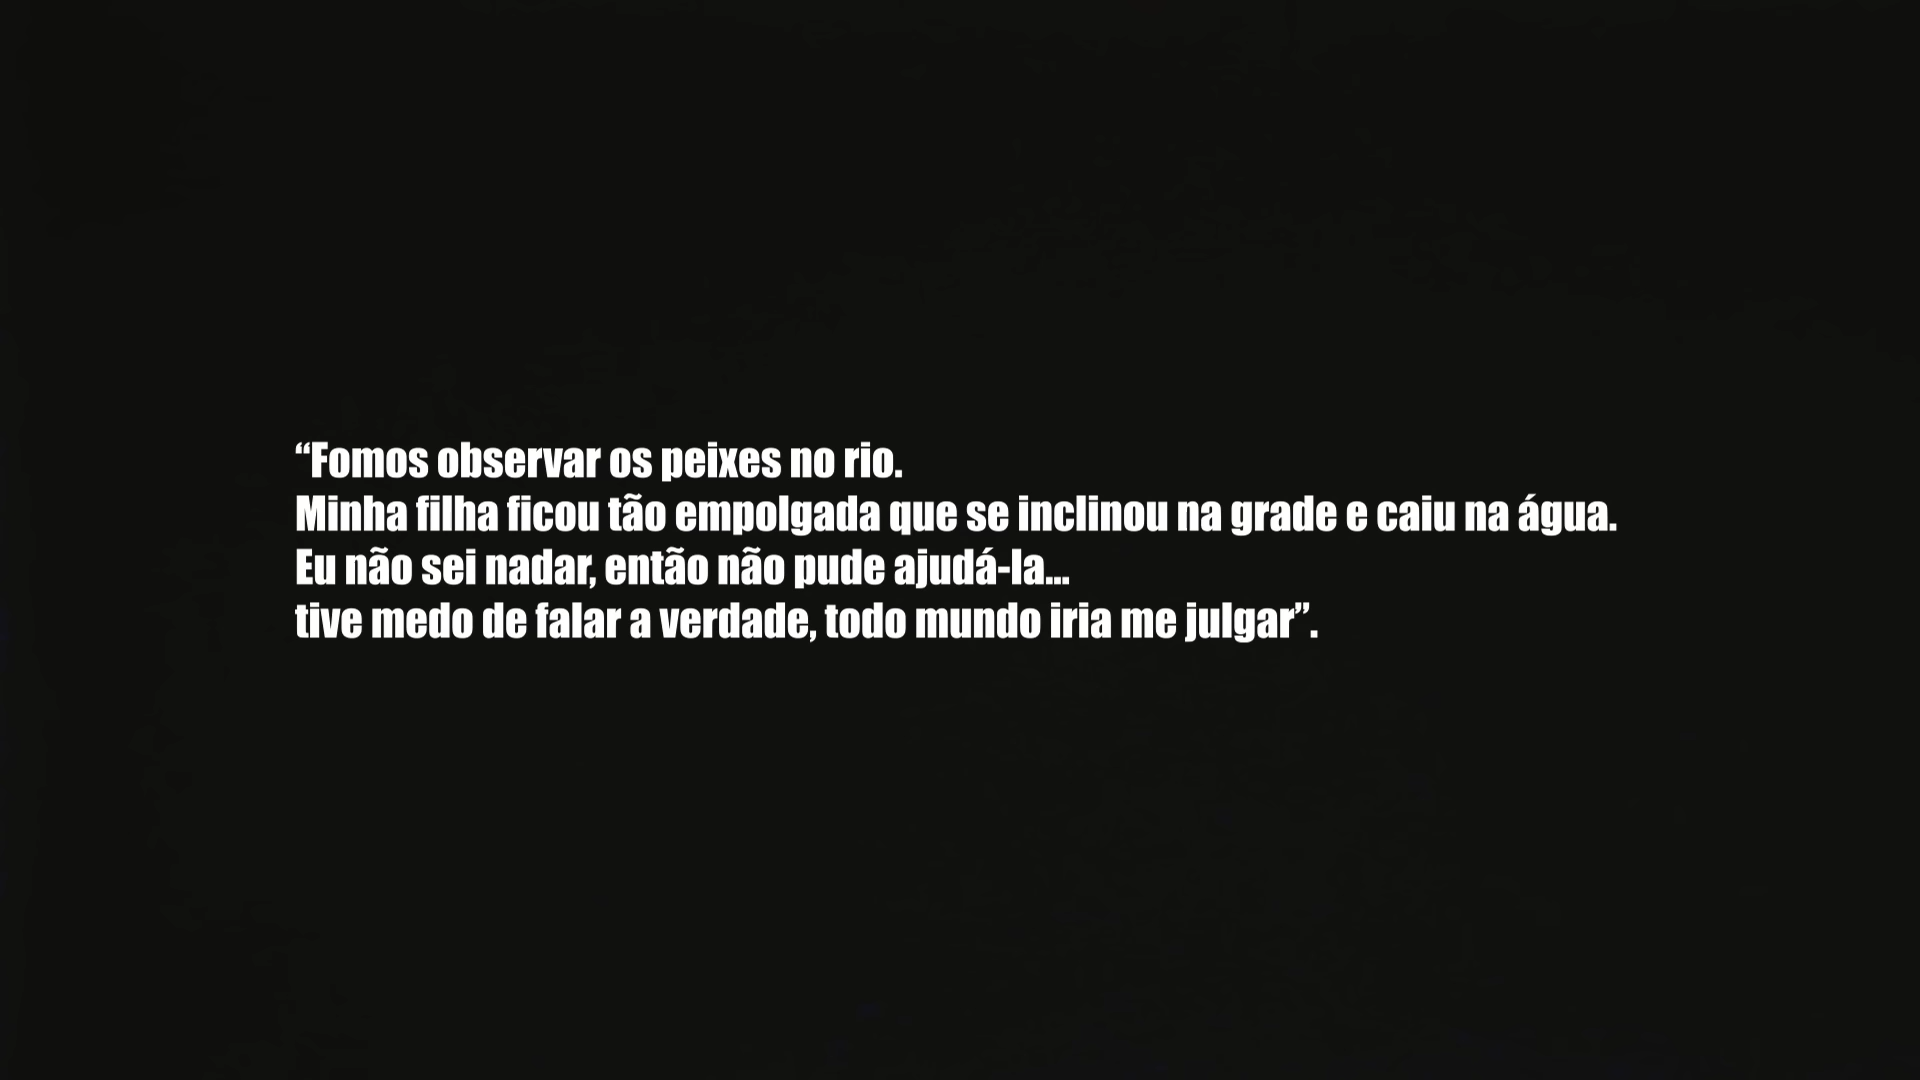 “Fomos observar os peixes no rio.
Minha filha ficou tão empolgada que se inclinou na grade e caiu na água.
Eu não sei nadar, então não pude ajudá-la...
tive medo de falar a verdade, todo mundo iria me julgar”.